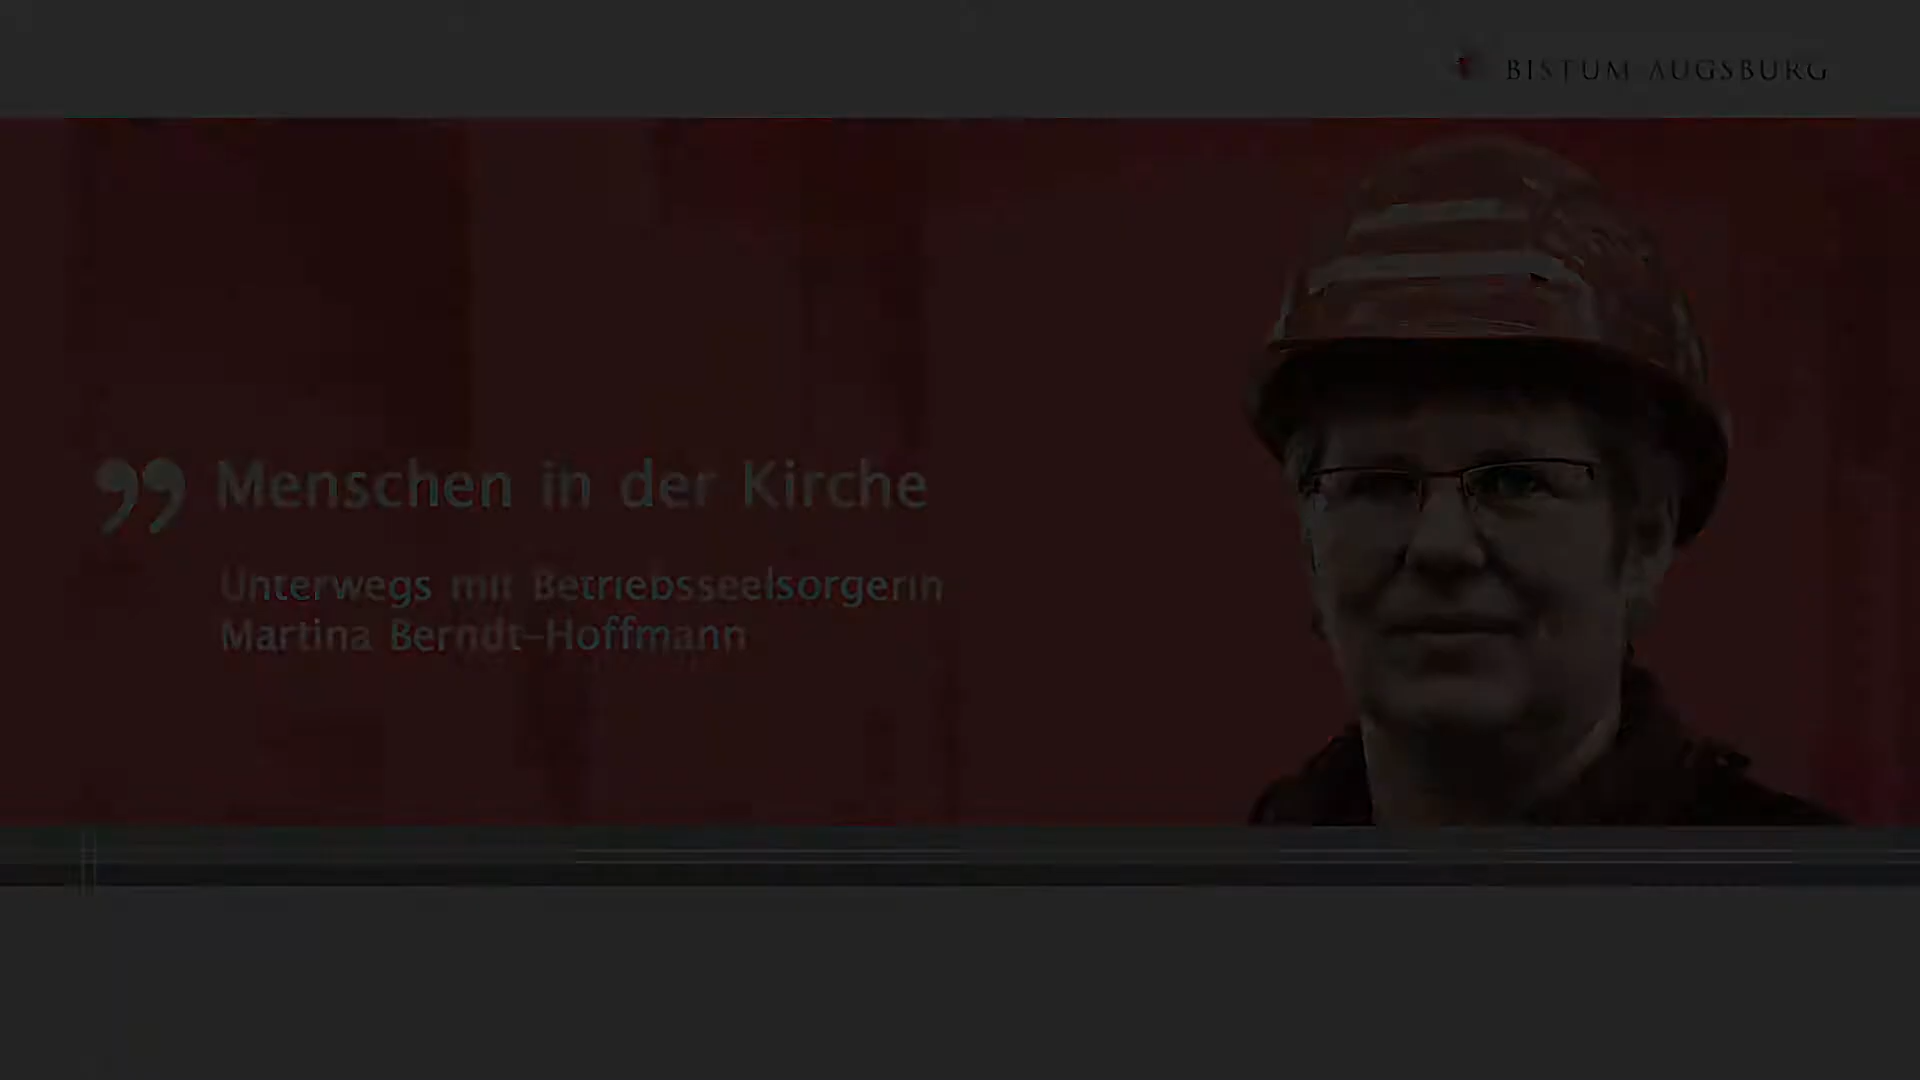 BISTUM AUGSBURG
Menschen in der Kirche
Unterwegs mit Betriebsseelsorgerin
Martina Berndt-Hoffmann